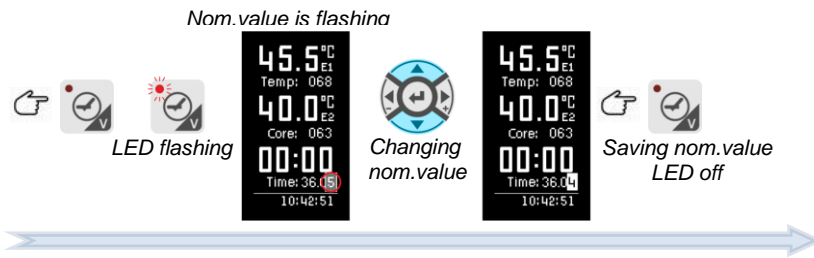 Nom.value is flashing
45.5°C E1
Temp: 068
40.0°C E2
Core: 063
00:00
Time: 36.05
10:42:51
V
V
LED flashing
- +
Changing
nom.value
45.5°C E1
Temp: 068
40.0°C E2
Core: 063
00:00
Time: 36.04
10:42:51
V
Saving nom.value
LED off